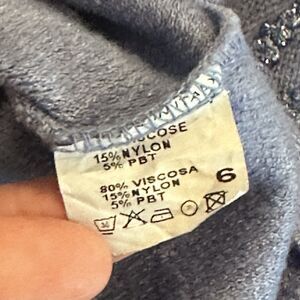 VISCOSE
15% NYLON
5% PBT
80% VISCOSA
15% NYLON
5% PBT
6